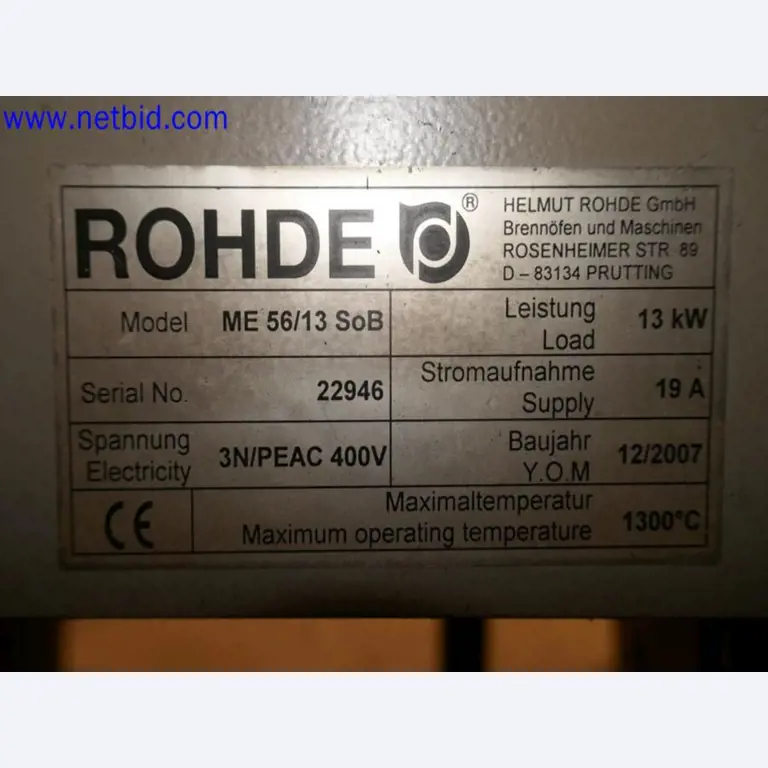 www.netbid.com
ROHDE ®
HELMUT ROHDE GmbH
Brennöfen und Maschinen
ROSENHEIMER STR 89
D – 83134 PRUTTING
Model ME 56/13 SoB
Leistung
Load 13 kW
Serial No. 22946
Stromaufnahme
Supply 19 A
Spannung
Electricity 3N/PEAC 400V
Baujahr
Y.O.M 12/2007
CE
Maximaltemperatur
Maximum operating temperature 1300°C